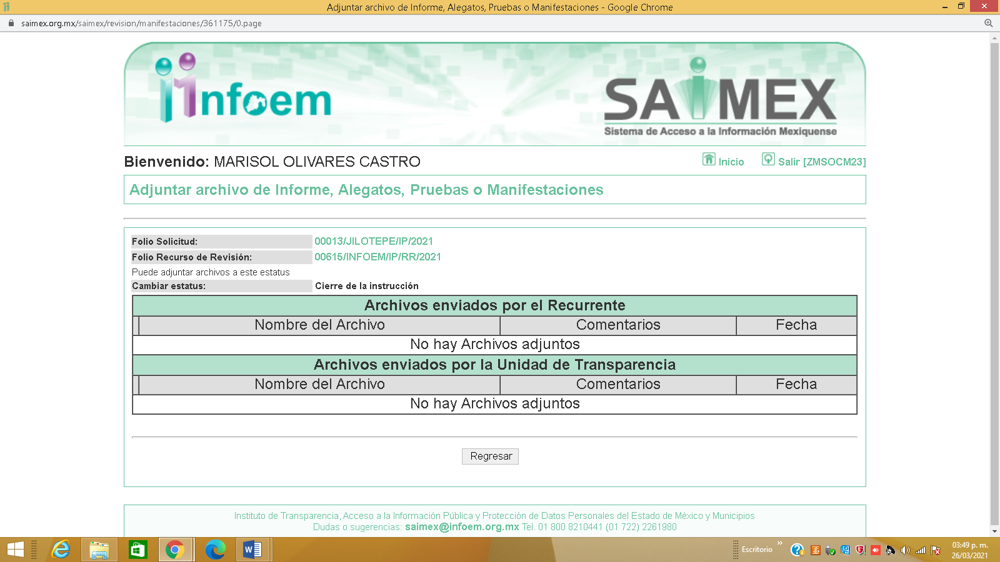 Adjuntar archivo de Informe, Alegatos, Pruebas o Manifestaciones - Google Chrome
saimex.org.mx/saimex/revision/manifestaciones/361175/0.page
infoem
SAIMEX
Sistema de Acceso a la Información Mexiquense
Bienvenido: MARISOL OLIVARES CASTRO
Inicio
Salir [ZMSOCM23]
Adjuntar archivo de Informe, Alegatos, Pruebas o Manifestaciones
Folio Solicitud: 00013/JILOTEPE/IP/2021
Folio Recurso de Revisión: 00615/INFOEM/IP/RR/2021
Puede adjuntar archivos a este estatus
Cambiar estatus: Cierre de la instrucción
Archivos enviados por el Recurrente
Nombre del Archivo Comentarios Fecha
No hay Archivos adjuntos
Archivos enviados por la Unidad de Transparencia
Nombre del Archivo Comentarios Fecha
No hay Archivos adjuntos
Regresar
Instituto de Transparencia, Acceso a la Información Pública y Protección de Datos Personales del Estado de México y Municipios
Dudas o sugerencias: saimex@infoem.org.mx Tel. 01 800 8210441 (01 722) 2261980
Escritorio
03:49 p. m.
26/03/2021